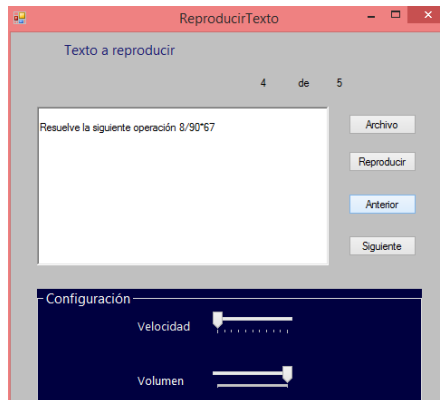 ReproducirTexto
Texto a reproducir
4 de 5
Resuelve la siguiente operación 8/90*67
Archivo
Reproducir
Anterior
Siguiente
Configuración
Velocidad
Volumen